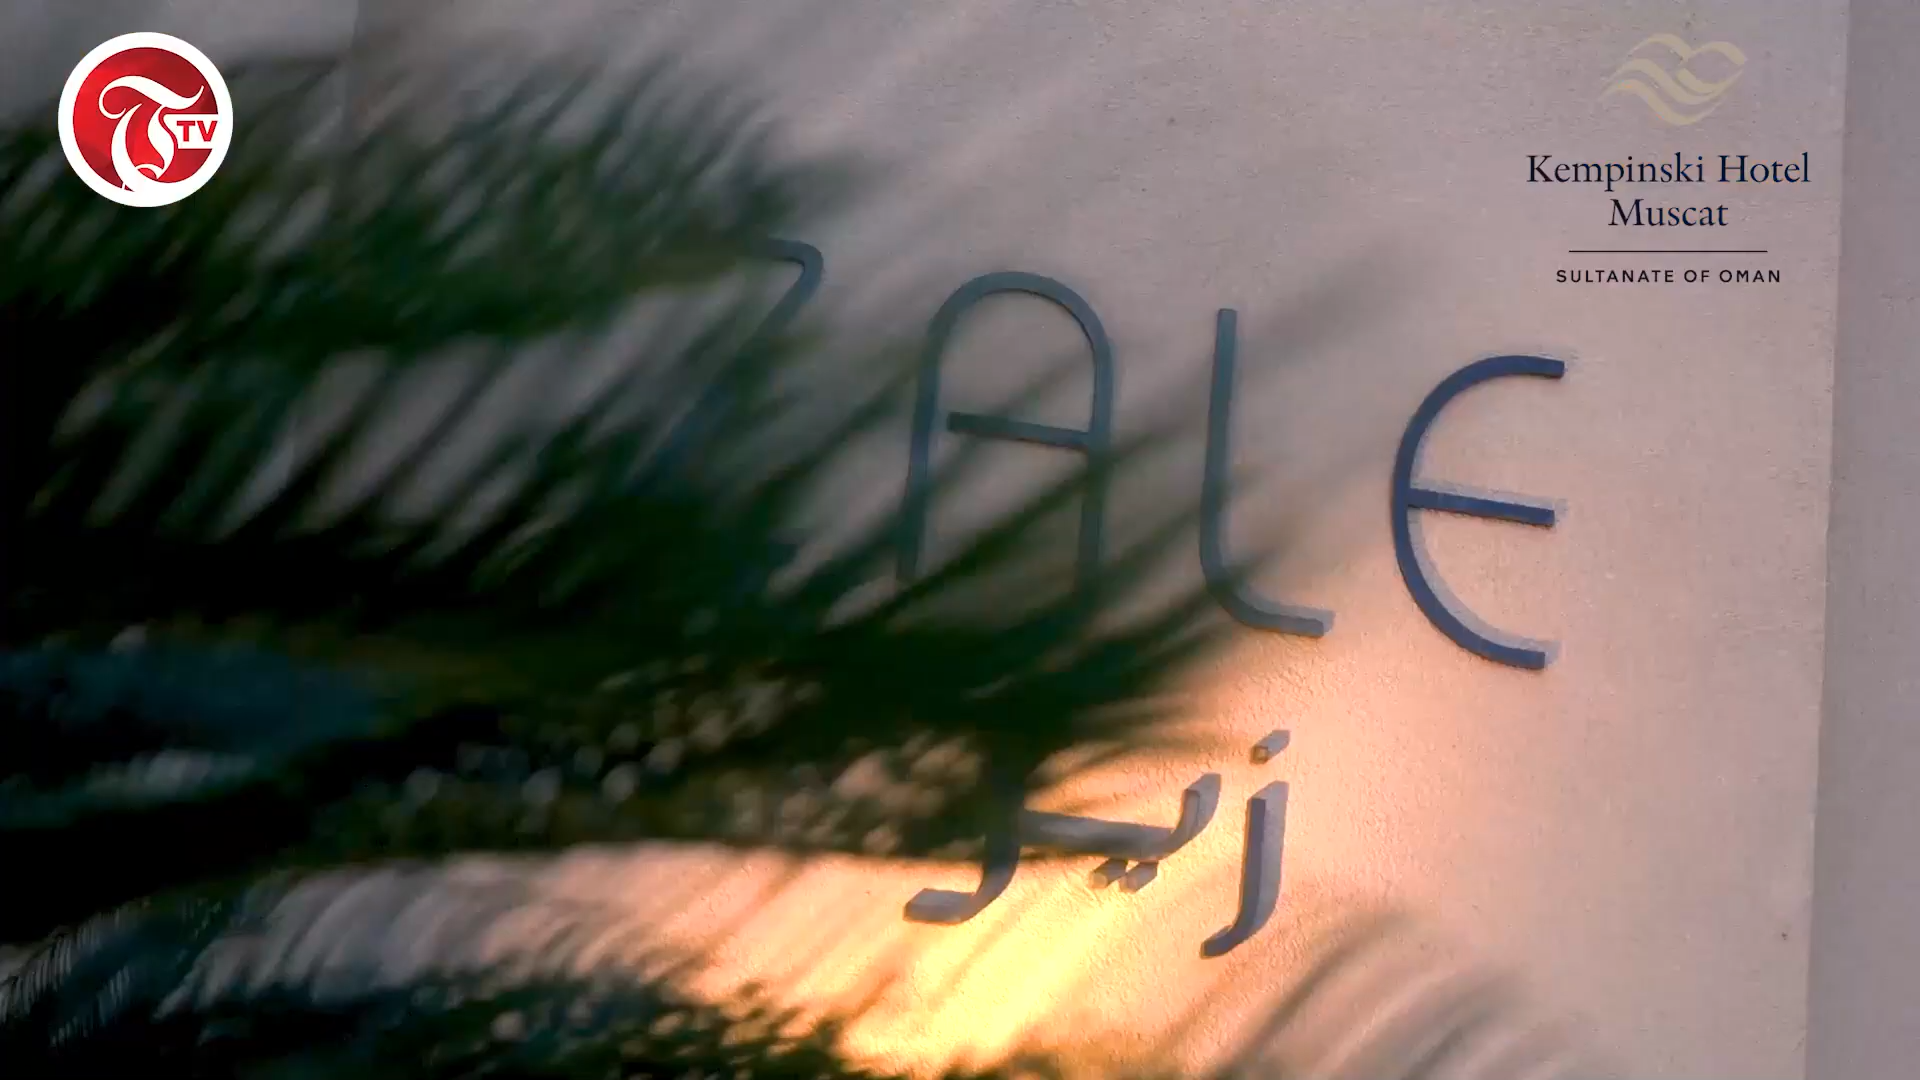 TV
Kempinski Hotel
Muscat
SULTANATE OF OMAN
ZALE